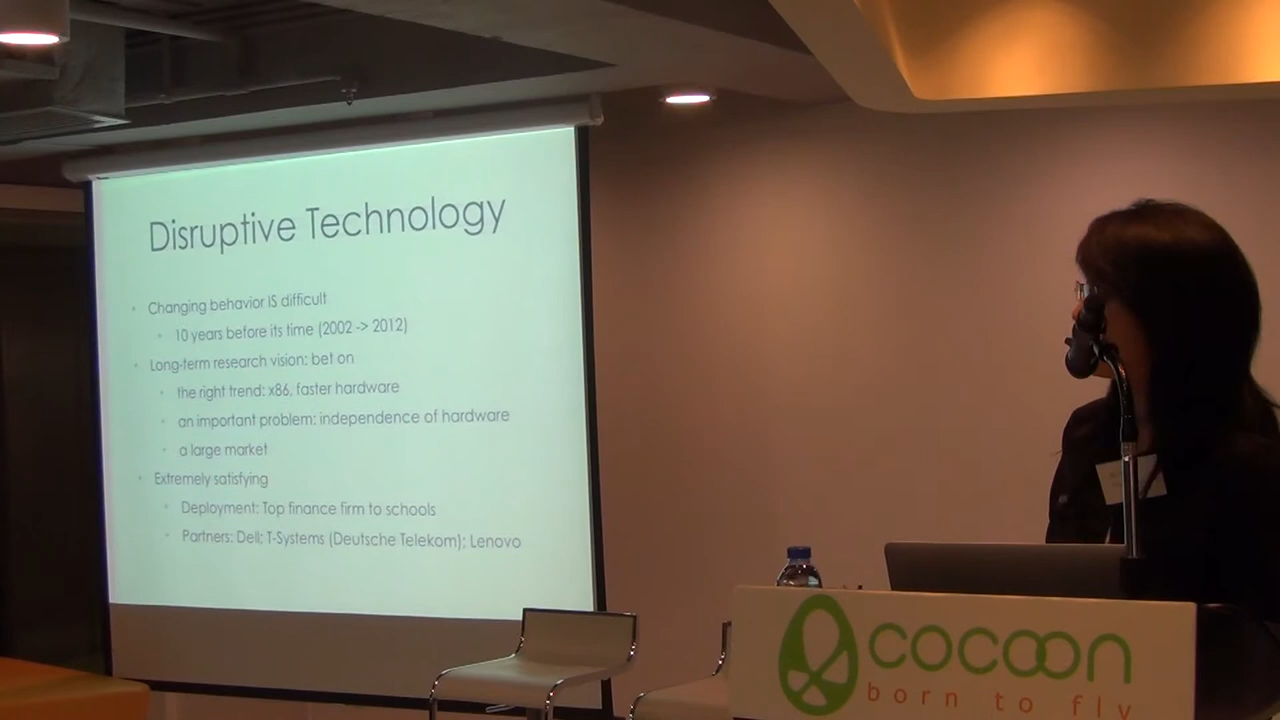 Disruptive Technology
• Changing behavior IS difficult
• 10 years before its time (2002 -> 2012)
• Long-term research vision: bet on
• the right trend: x86, faster hardware
• an important problem: independence of hardware
• a large market
• Extremely satisfying
• Deployment: Top finance firm to schools
• Partners: Dell; T-Systems (Deutsche Telekom); Lenovo
cocoon
born to fly